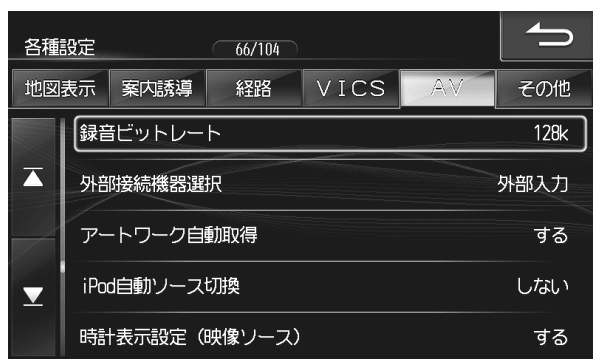 各種設定 66/104
地図表示 案内誘導 経路 VICS AV その他
録音ビットレート 128k
外部接続機器選択 外部入力
アートワーク自動取得 する
iPod自動ソース切換 しない
時計表示設定（映像ソース） する